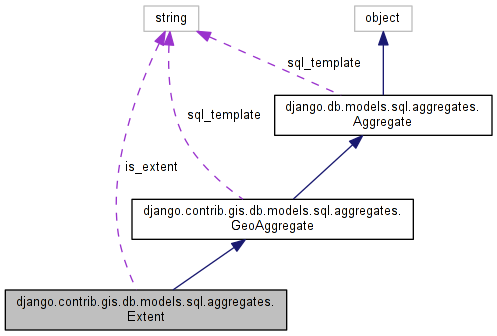 string
object
sql_template
django.db.models.sql.aggregates.
Aggregate
sql_template
is_extent
django.contrib.gis.db.models.sql.aggregates.
GeoAggregate
django.contrib.gis.db.models.sql.aggregates.
Extent